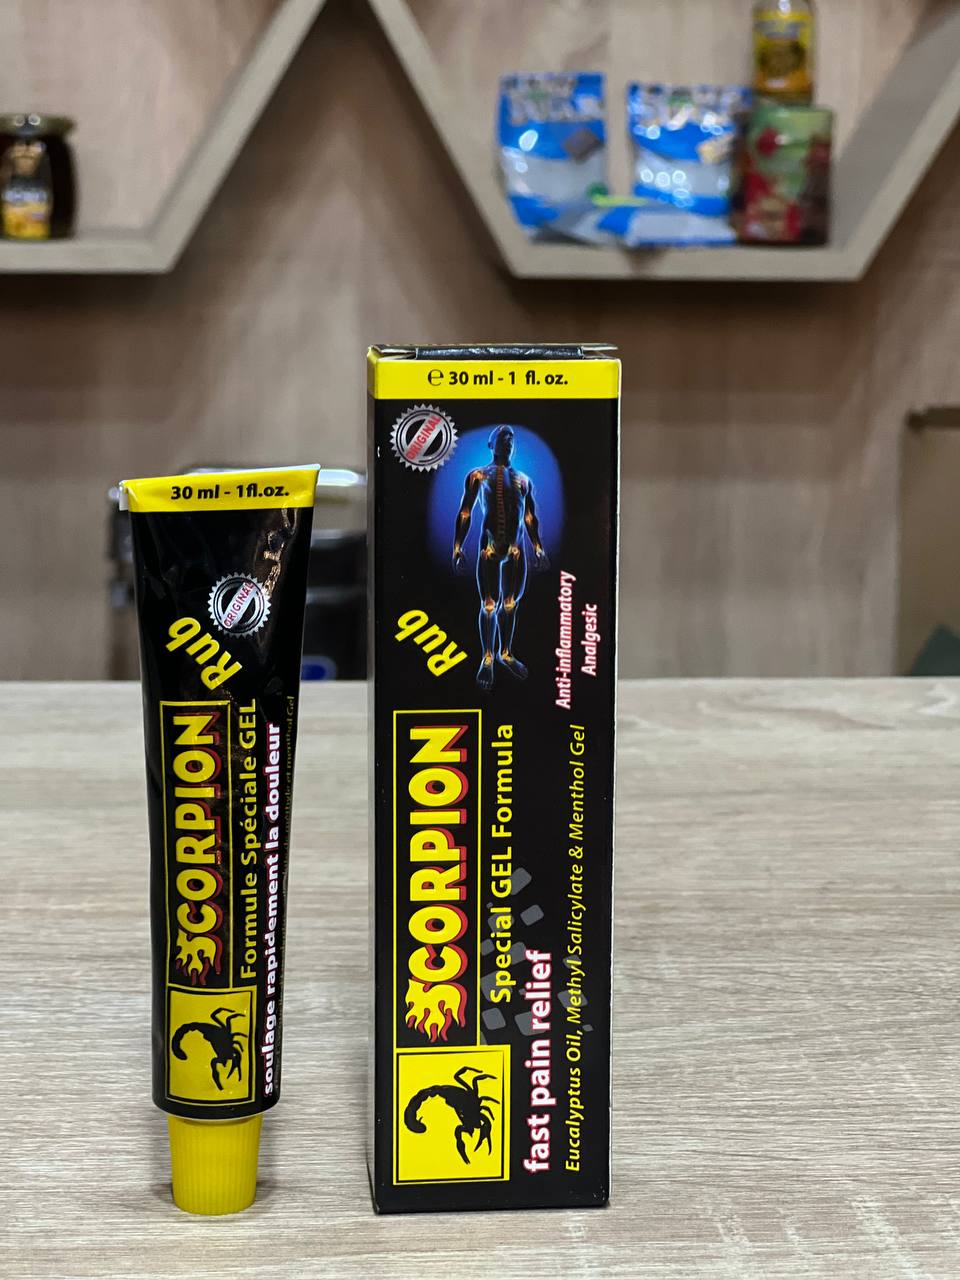 30 ml - 1fl.oz.
ORIGINAL
Rub
SCORPION
Formule Spéciale GEL
soulage rapidement la douleur
℮ 30 ml - 1 fl. oz.
ORIGINAL
Rub
SCORPION
Special GEL Formula
Anti-inflammatory
Analgesic
fast pain relief
Eucalyptus Oil, Methyl Salicylate & Menthol Gel